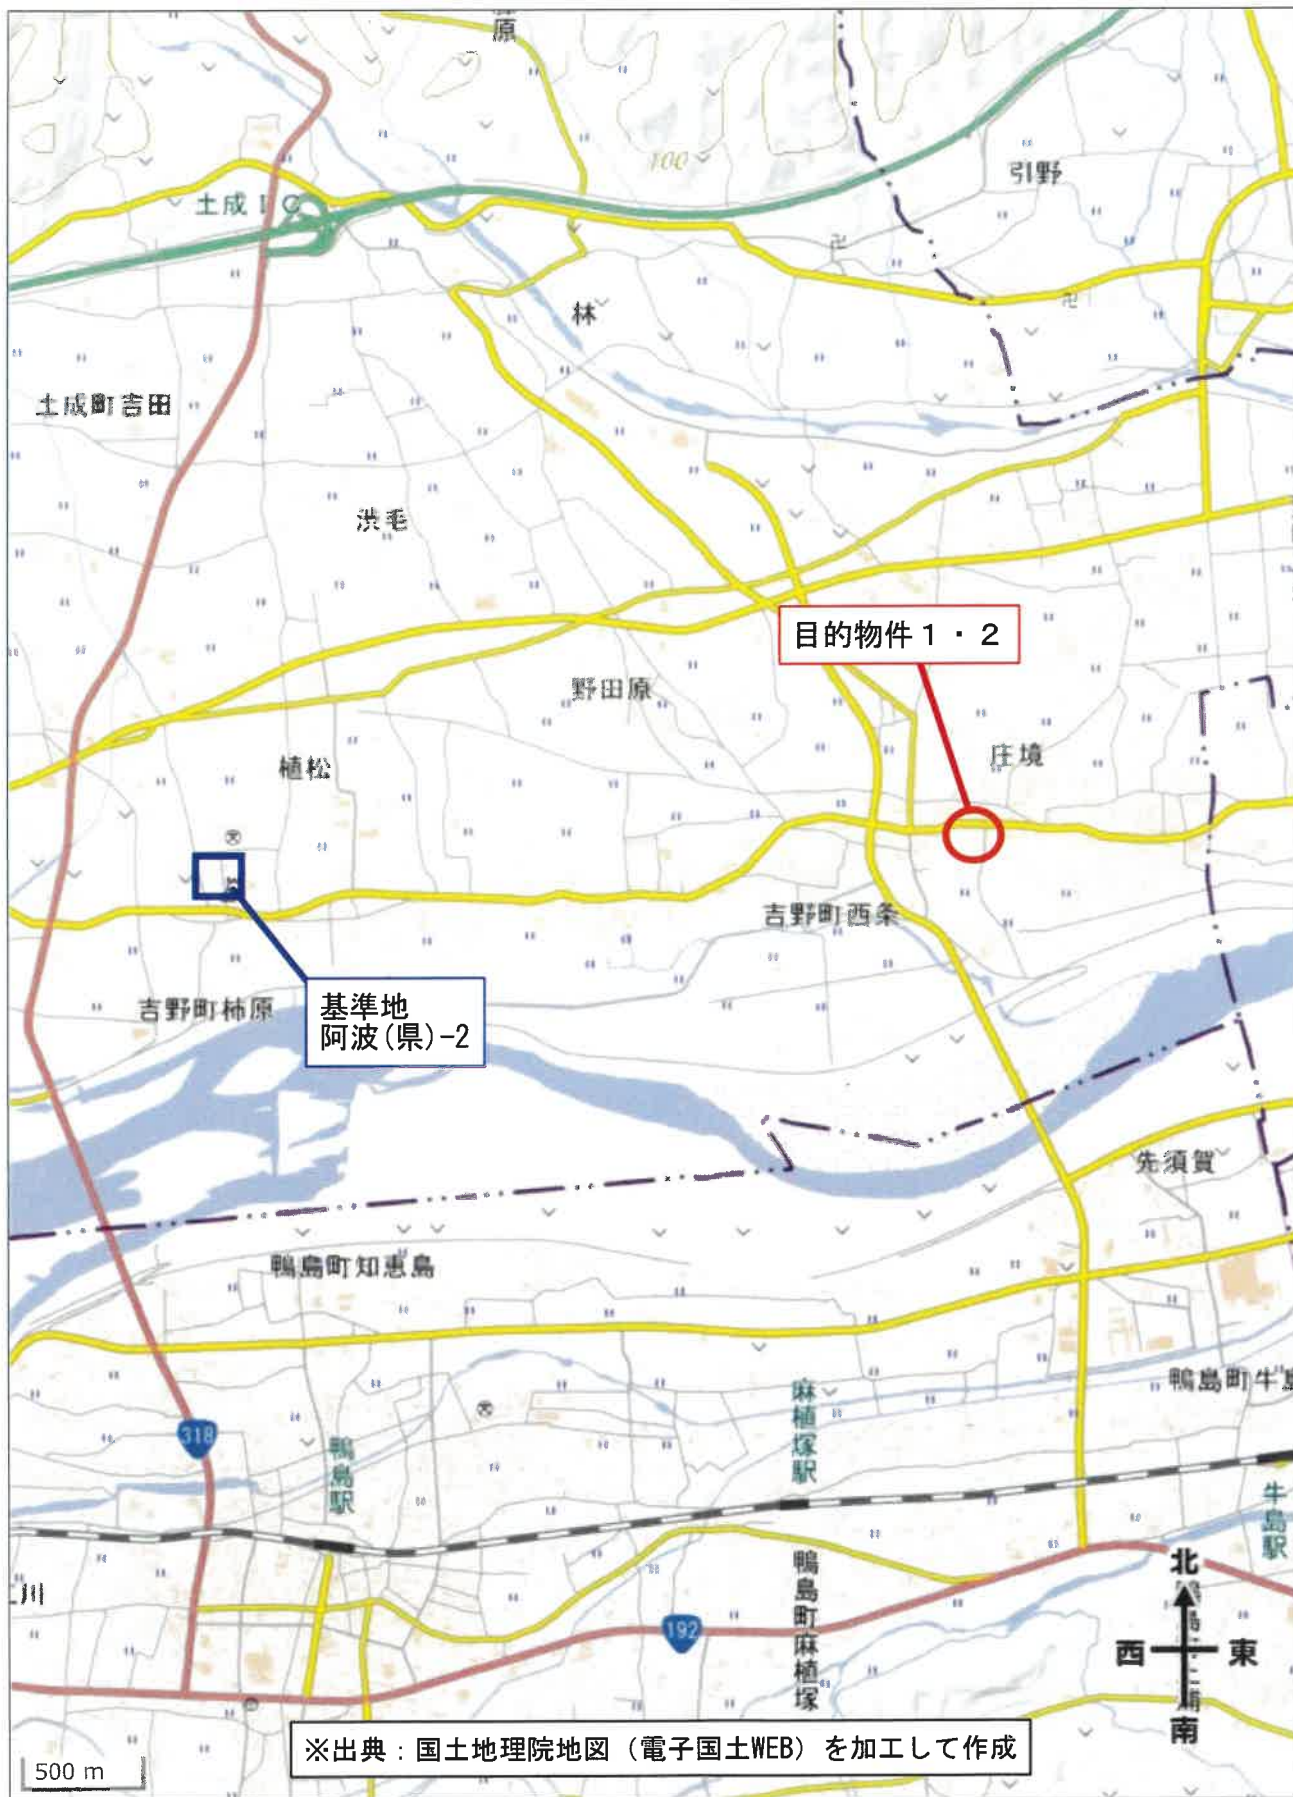 原
100
引野
土成IC
林
土成町吉田
渋毛
目的物件1・2
野田原
庄境
植松
吉野町西条
吉野町柿原
基準地
阿波(県)-2
先須賀
鴨島町知恵島
鴨島町牛島
麻植塚駅
318
鴨島駅
牛島駅
川
鴨島町麻植塚
192
北
西
東
南
※出典：国土地理院地図（電子国土WEB）を加工して作成
500 m